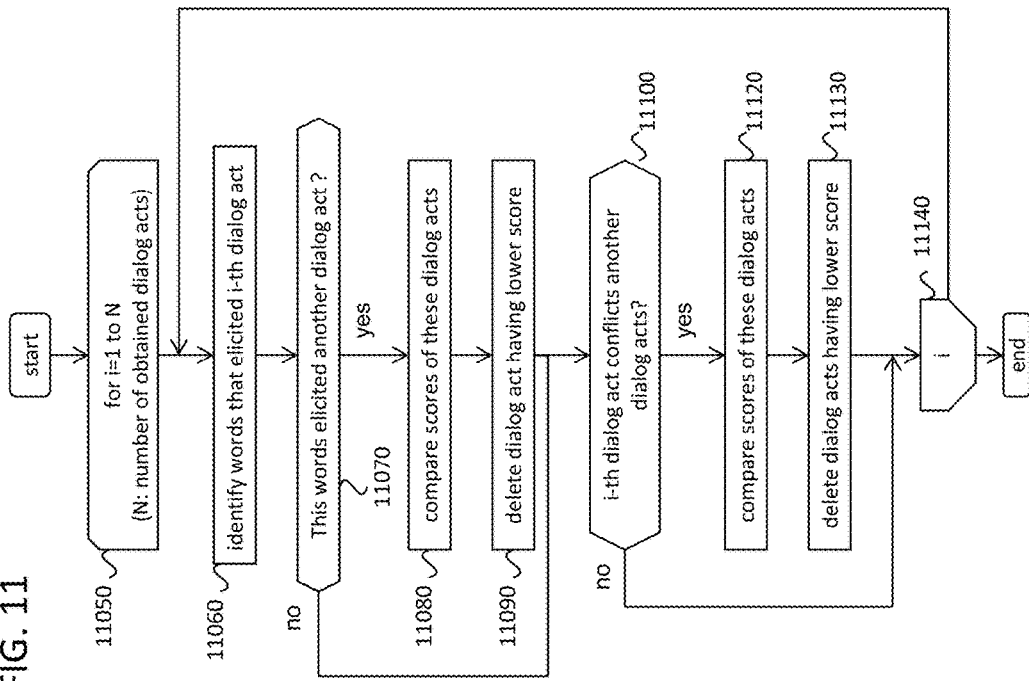 FIG. 11
start
11050
for i=1 to N
(N: number of obtained dialog acts)
11060
identify words that elicited i-th dialog act
no
This words elicited another dialog act ?
11070
yes
11080
compare scores of these dialog acts
11090
delete dialog act having lower score
11100
i-th dialog act conflicts another
dialog acts?
no
yes
11120
compare scores of these dialog acts
11130
delete dialog acts having lower score
11140
i
end